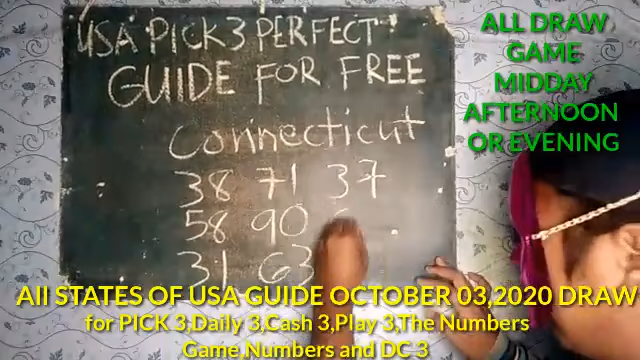 USA PICK3 PERFECT
GUIDE FOR FREE
Connecticut
38 71 37
58 90
31 63
ALL DRAW
GAME
MIDDAY
AFTERNOON
OR EVENING
All STATES OF USA GUIDE OCTOBER 03,2020 DRAW
for PICK 3,Daily 3,Cash 3,Play 3,The Numbers
Game,Numbers and DC 3